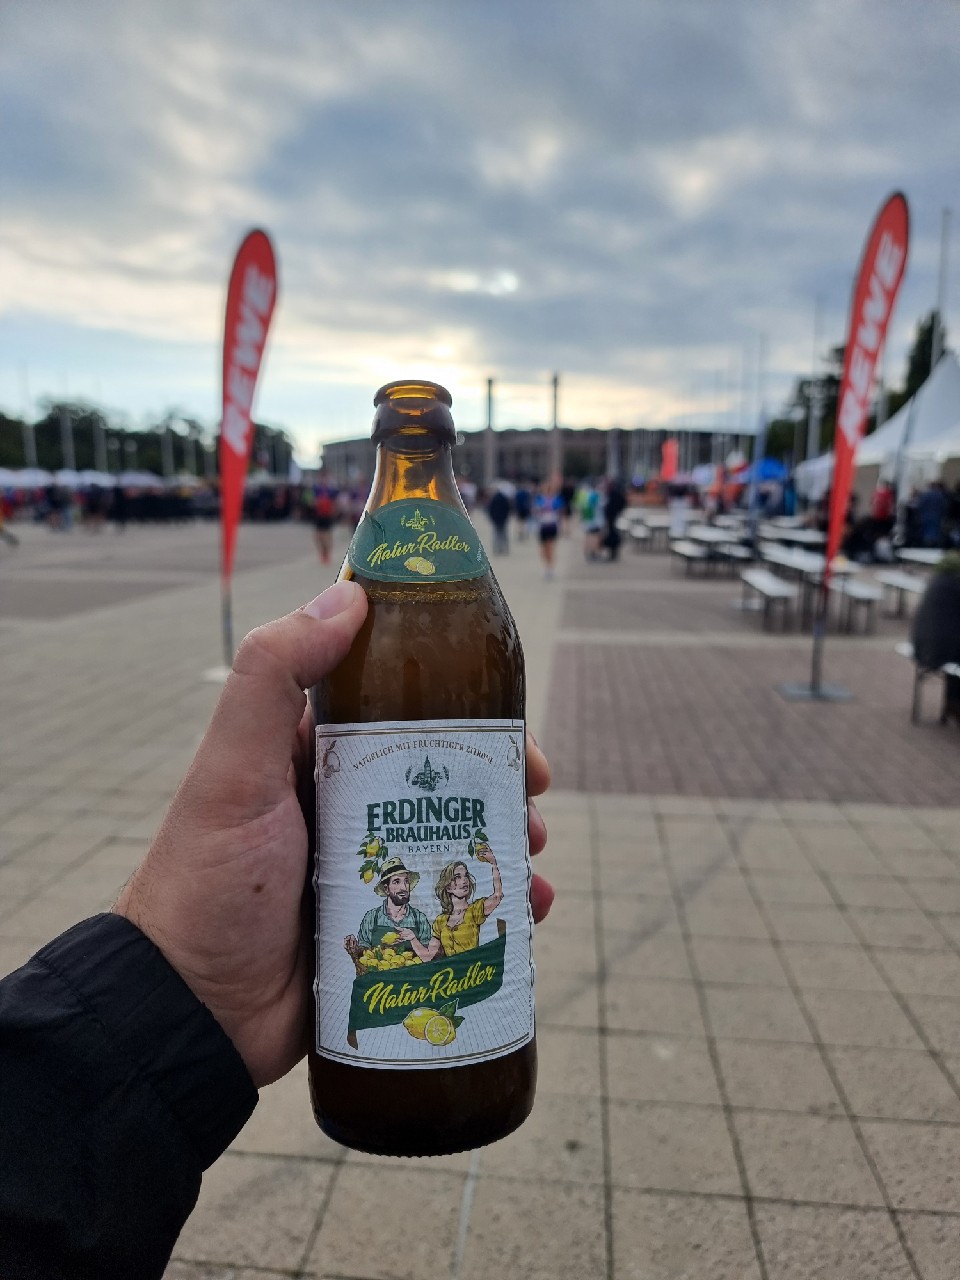 REWE
REWE
NaturRadler
NATÜRLICH MIT FRUCHTIGER ZITRONE
ERDINGER
BRAUHAUS
BAYERN
NaturRadler